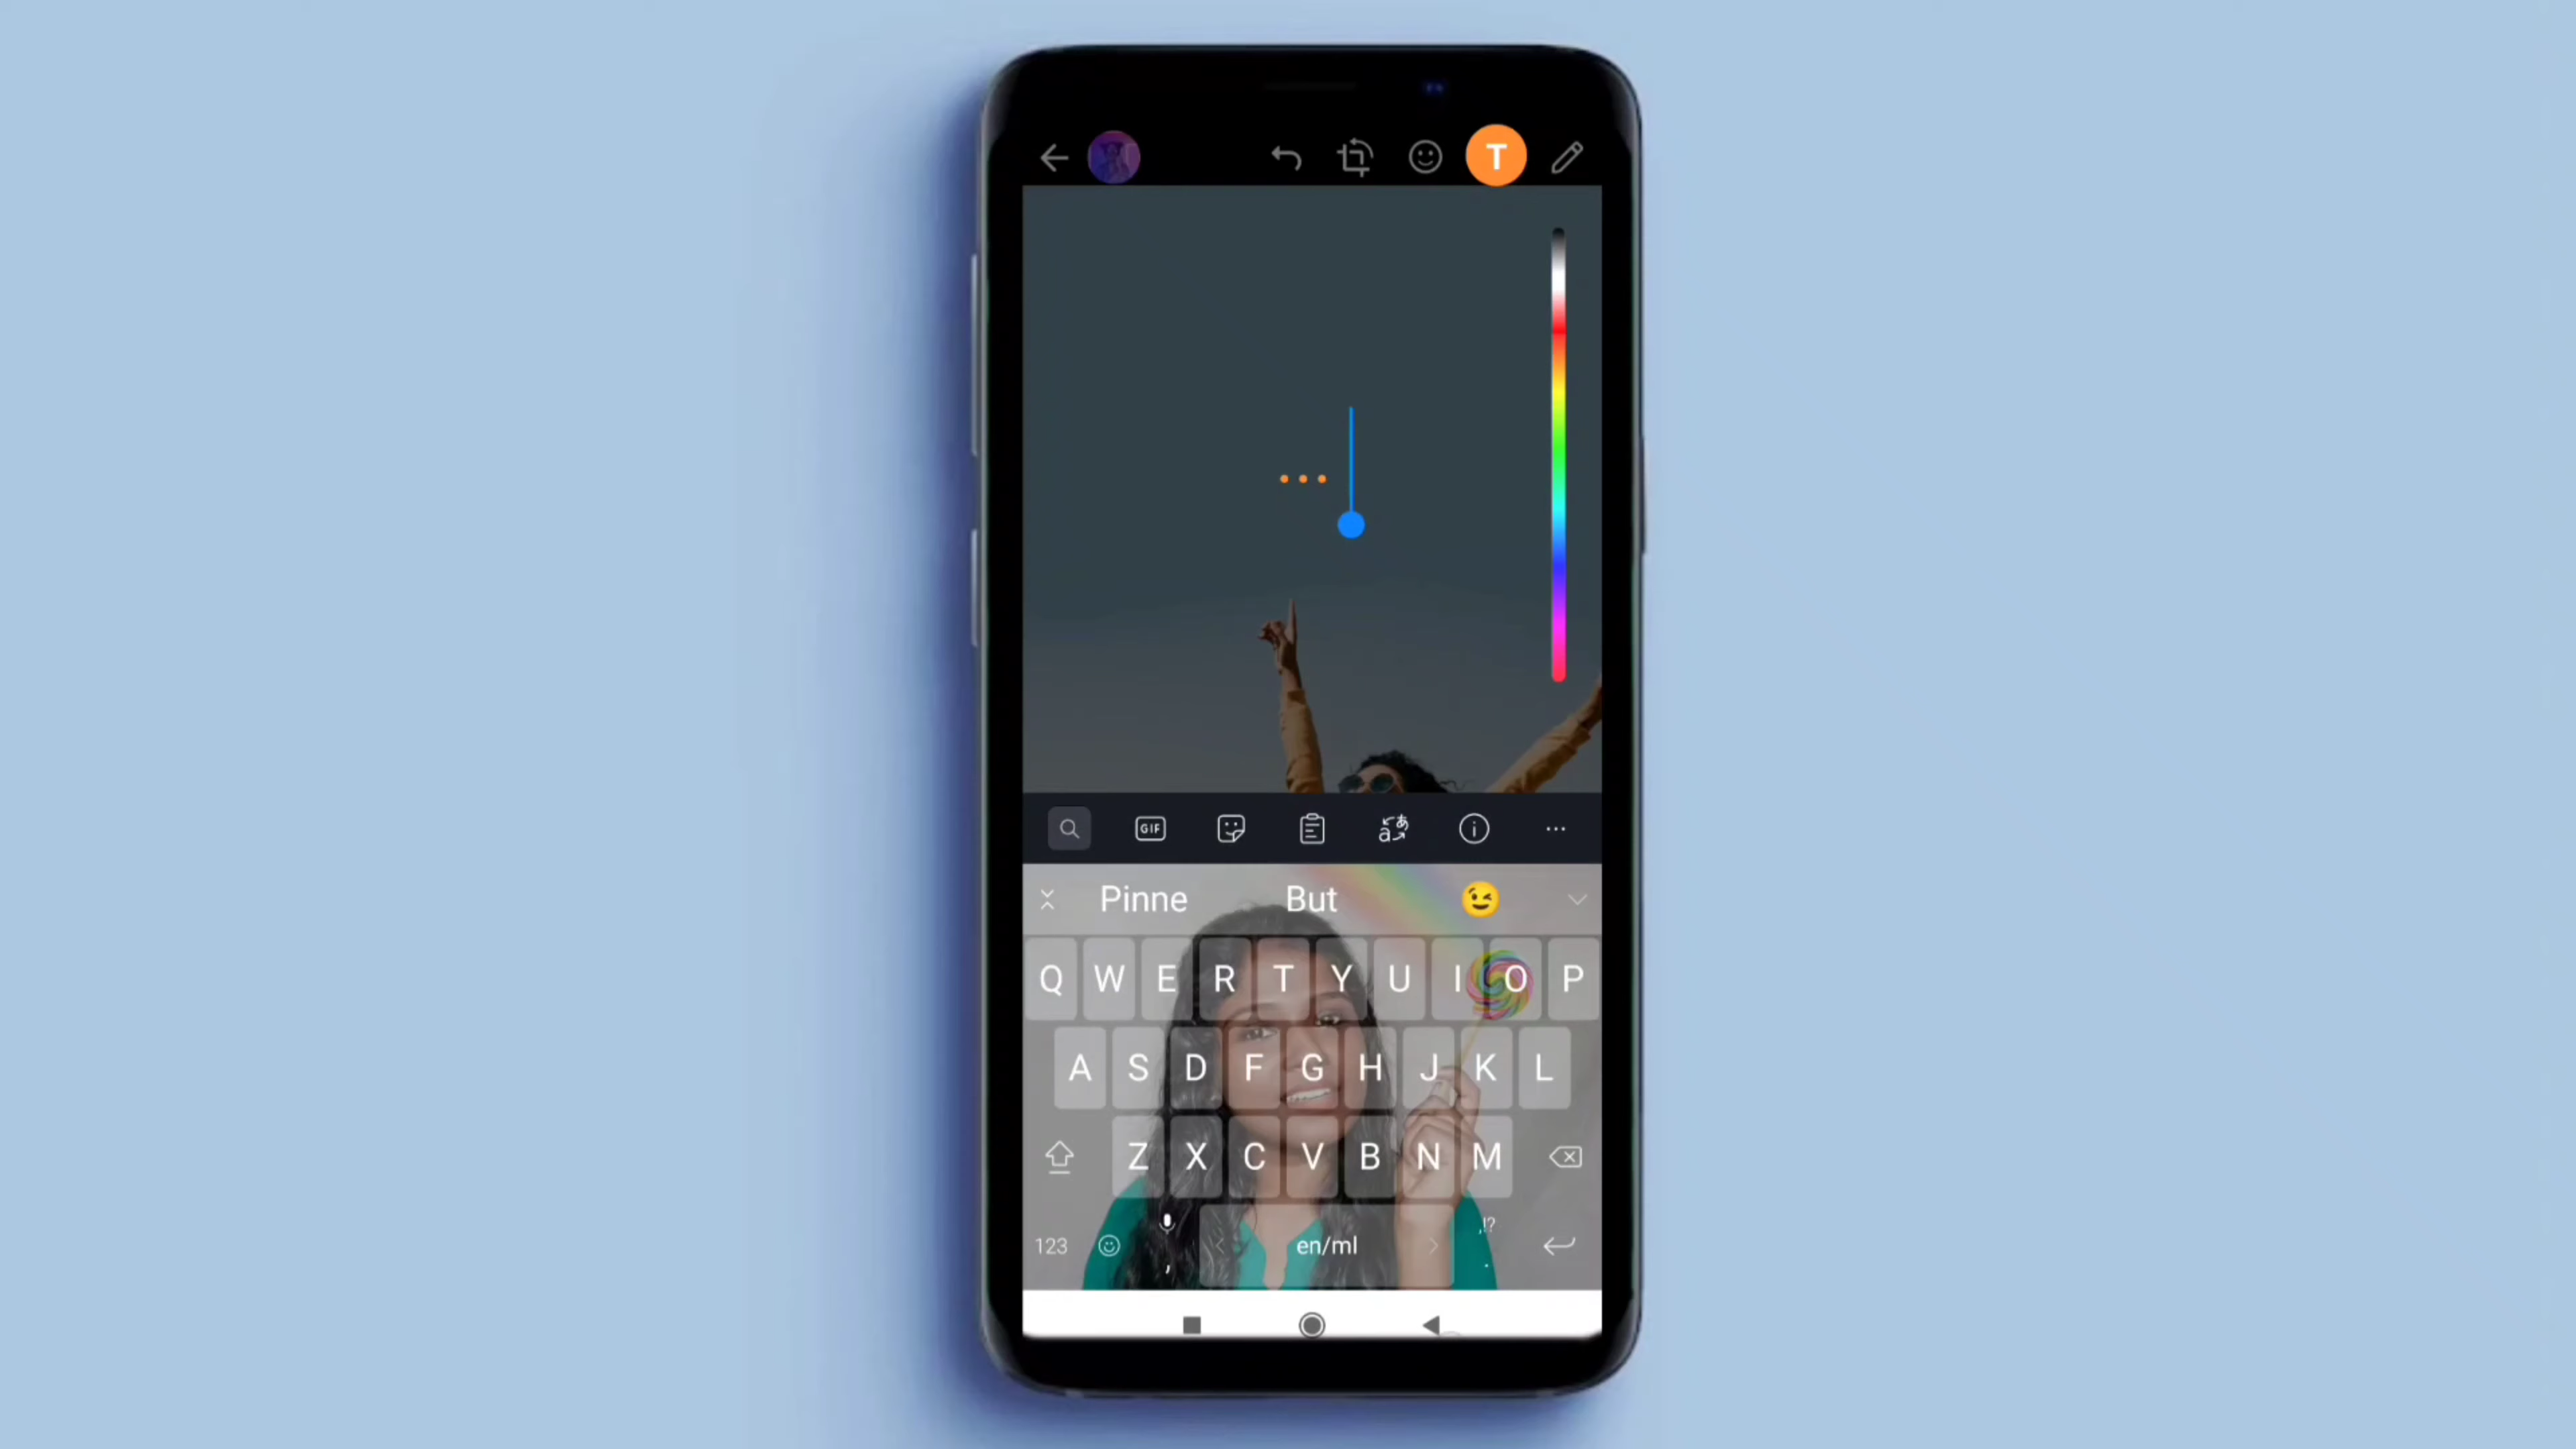 T
...
GIF
Pinne But 😉
Q W E R T Y U I O P
A S D F G H J K L
Z X C V B N M
,!?
123 , en/ml .